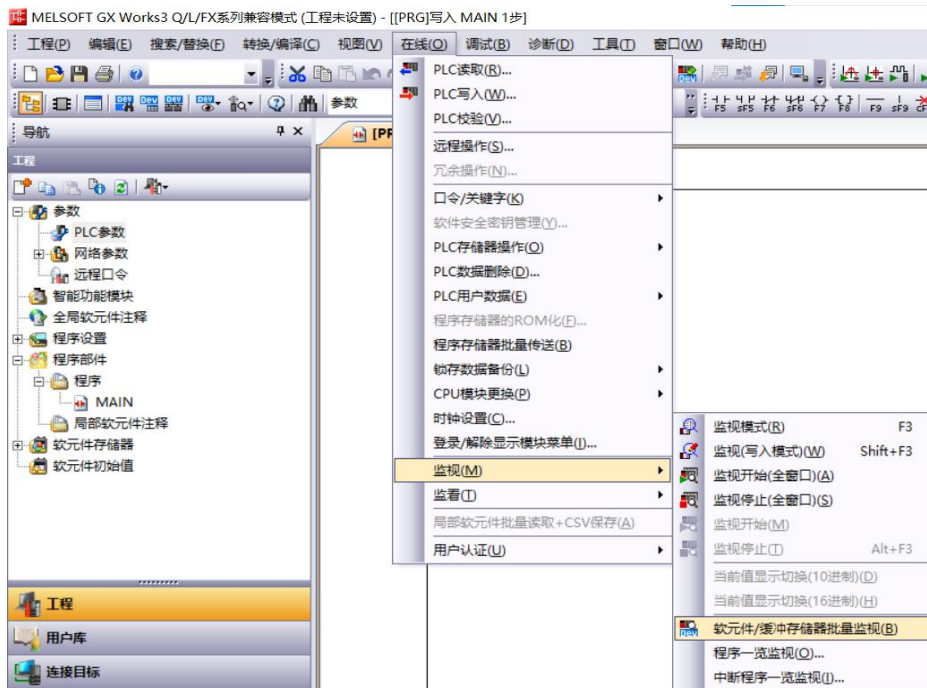 MELSOFT GX Works3 Q/L/FX系列兼容模式 (工程未设置) - [[PRG]写入 MAIN 1步]
工程(P) 编辑(E) 搜索/替换(F) 转换/编译(C) 视图(V) 在线(O) 调试(B) 诊断(D) 工具(T) 窗口(W) 帮助(H)
参数
F5 sF5 F6 sF6 F7 F8 F9 sF9
导航
[PR
工程
参数
PLC参数
网络参数
远程口令
智能功能模块
全局软元件注释
程序设置
程序部件
程序
MAIN
局部软元件注释
软元件存储器
软元件初始值
工程
用户库
连接目标
PLC读取(R)...
PLC写入(W)...
PLC校验(V)...
远程操作(S)...
冗余操作(N)...
口令/关键字(K)
软件安全密钥管理(Y)...
PLC存储器操作(O)
PLC数据删除(D)...
PLC用户数据(E)
程序存储器的ROM化(F)...
程序存储器批量传送(B)
锁存数据备份(L)
CPU模块更换(P)
时钟设置(C)...
登录/解除显示模块菜单(I)...
监视(M)
监看(T)
局部软元件批量读取+CSV保存(A)
用户认证(U)
监视模式(R) F3
监视(写入模式)(W) Shift+F3
监视开始(全窗口)(A)
监视停止(全窗口)(S)
监视开始(M)
监视停止(T) Alt+F3
当前值显示切换(10进制)(D)
当前值显示切换(16进制)(H)
软元件/缓冲存储器批量监视(B)
程序一览监视(O)...
中断程序一览监视(I)...